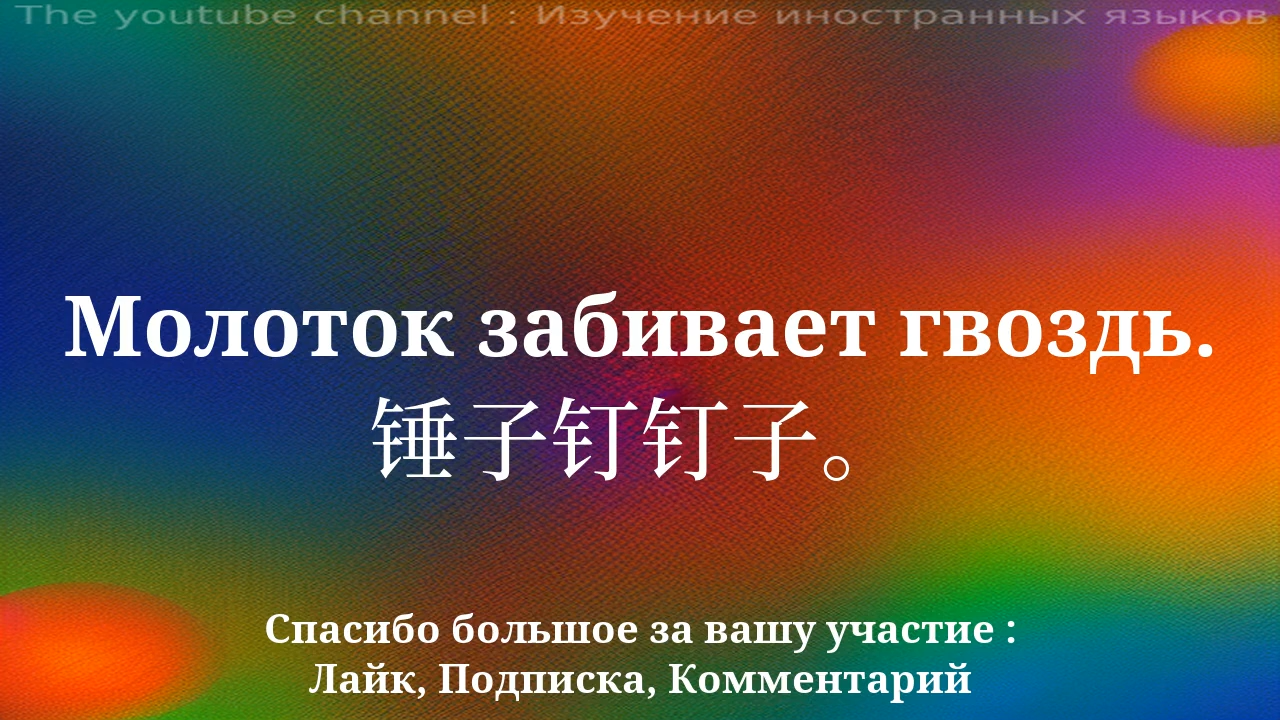 The youtube channel : Изучение иностранных языков
Молоток забивает гвоздь.
锤子钉钉子。
Спасибо большое за вашу участие :
Лайк, Подписка, Комментарий